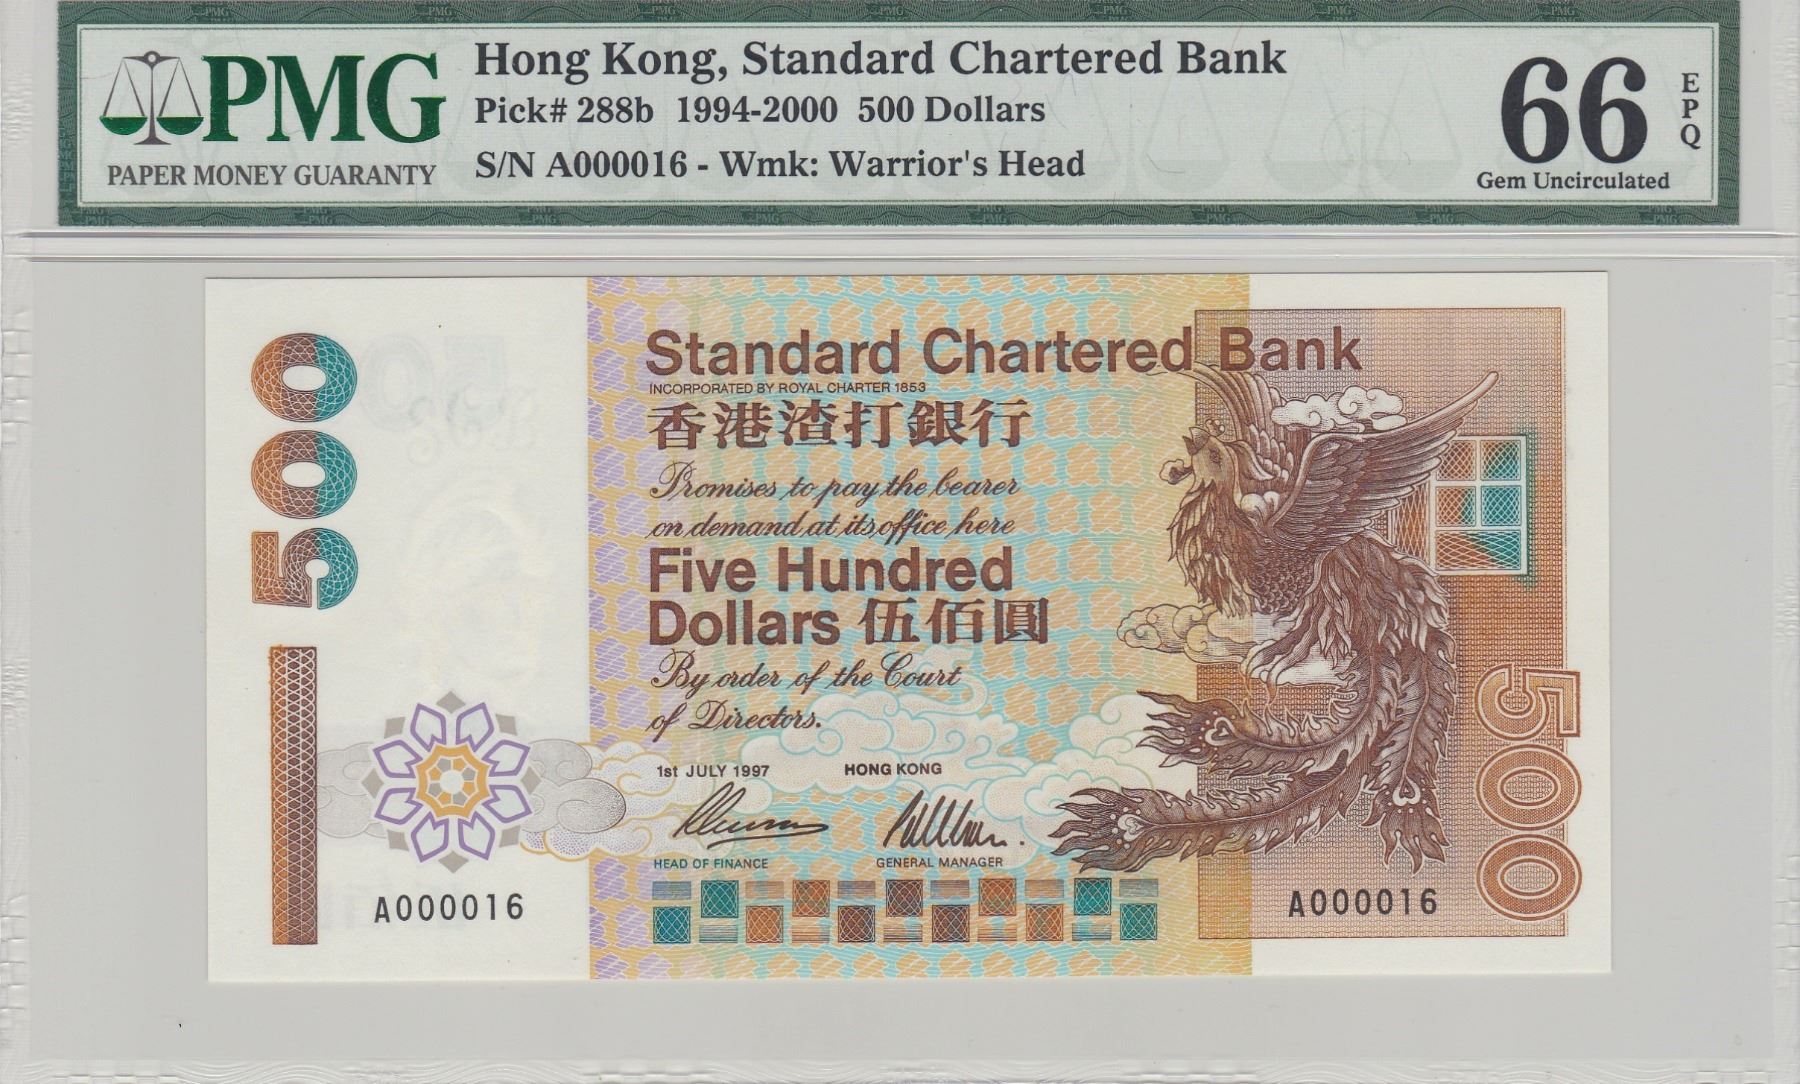 PMG
PAPER MONEY GUARANTY
Hong Kong, Standard Chartered Bank
Pick# 288b 1994-2000 500 Dollars
S/N A000016 - Wmk: Warrior's Head
66
EPQ
Gem Uncirculated
500
Standard Chartered Bank
INCORPORATED BY ROYAL CHARTER 1853
香港渣打銀行
Promises to pay the bearer
on demand at its office here
Five Hundred
Dollars 伍佰圓
By order of the Court
of Directors.
1st JULY 1997 HONG KONG
HEAD OF FINANCE GENERAL MANAGER
A000016
A000016
500